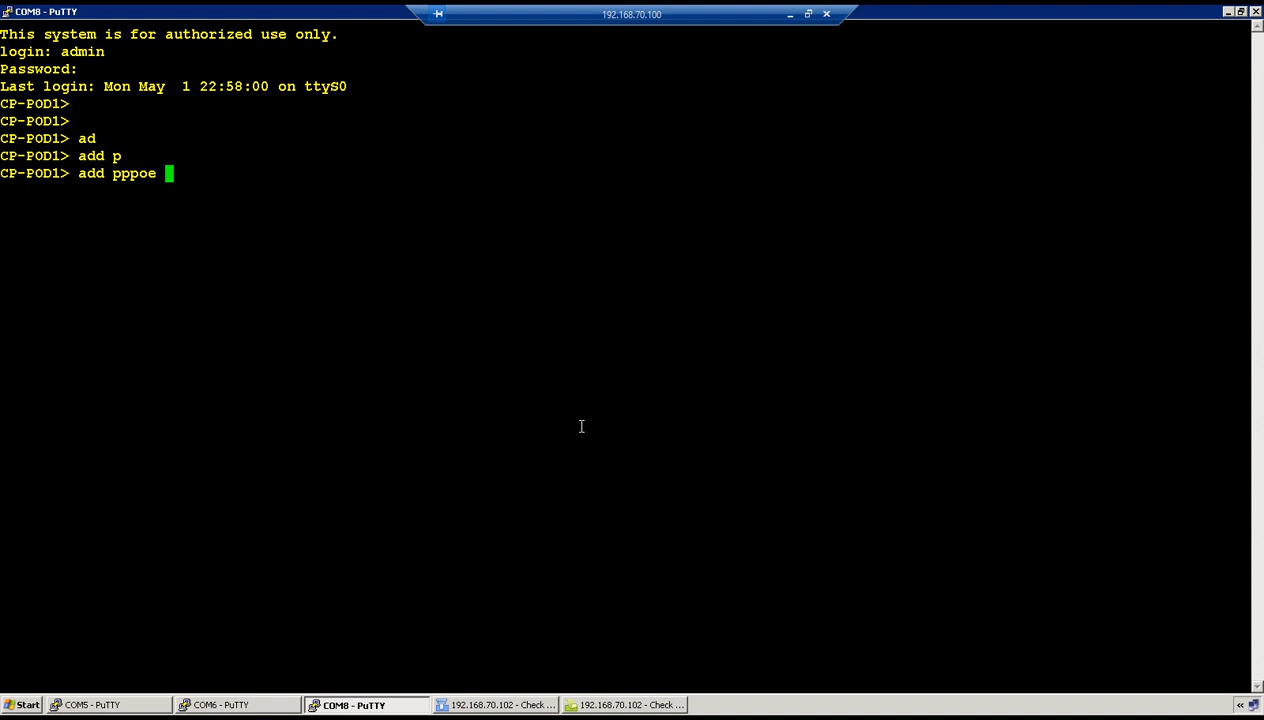 COM8 - PuTTY
192.168.70.100
This system is for authorized use only.
login: admin
Password:
Last login: Mon May  1 22:58:00 on ttyS0
CP-POD1>
CP-POD1>
CP-POD1> ad
CP-POD1> add p
CP-POD1> add pppoe
Start
COM5 - PuTTY
COM6 - PuTTY
COM8 - PuTTY
192.168.70.102 - Check ...
192.168.70.102 - Check ...